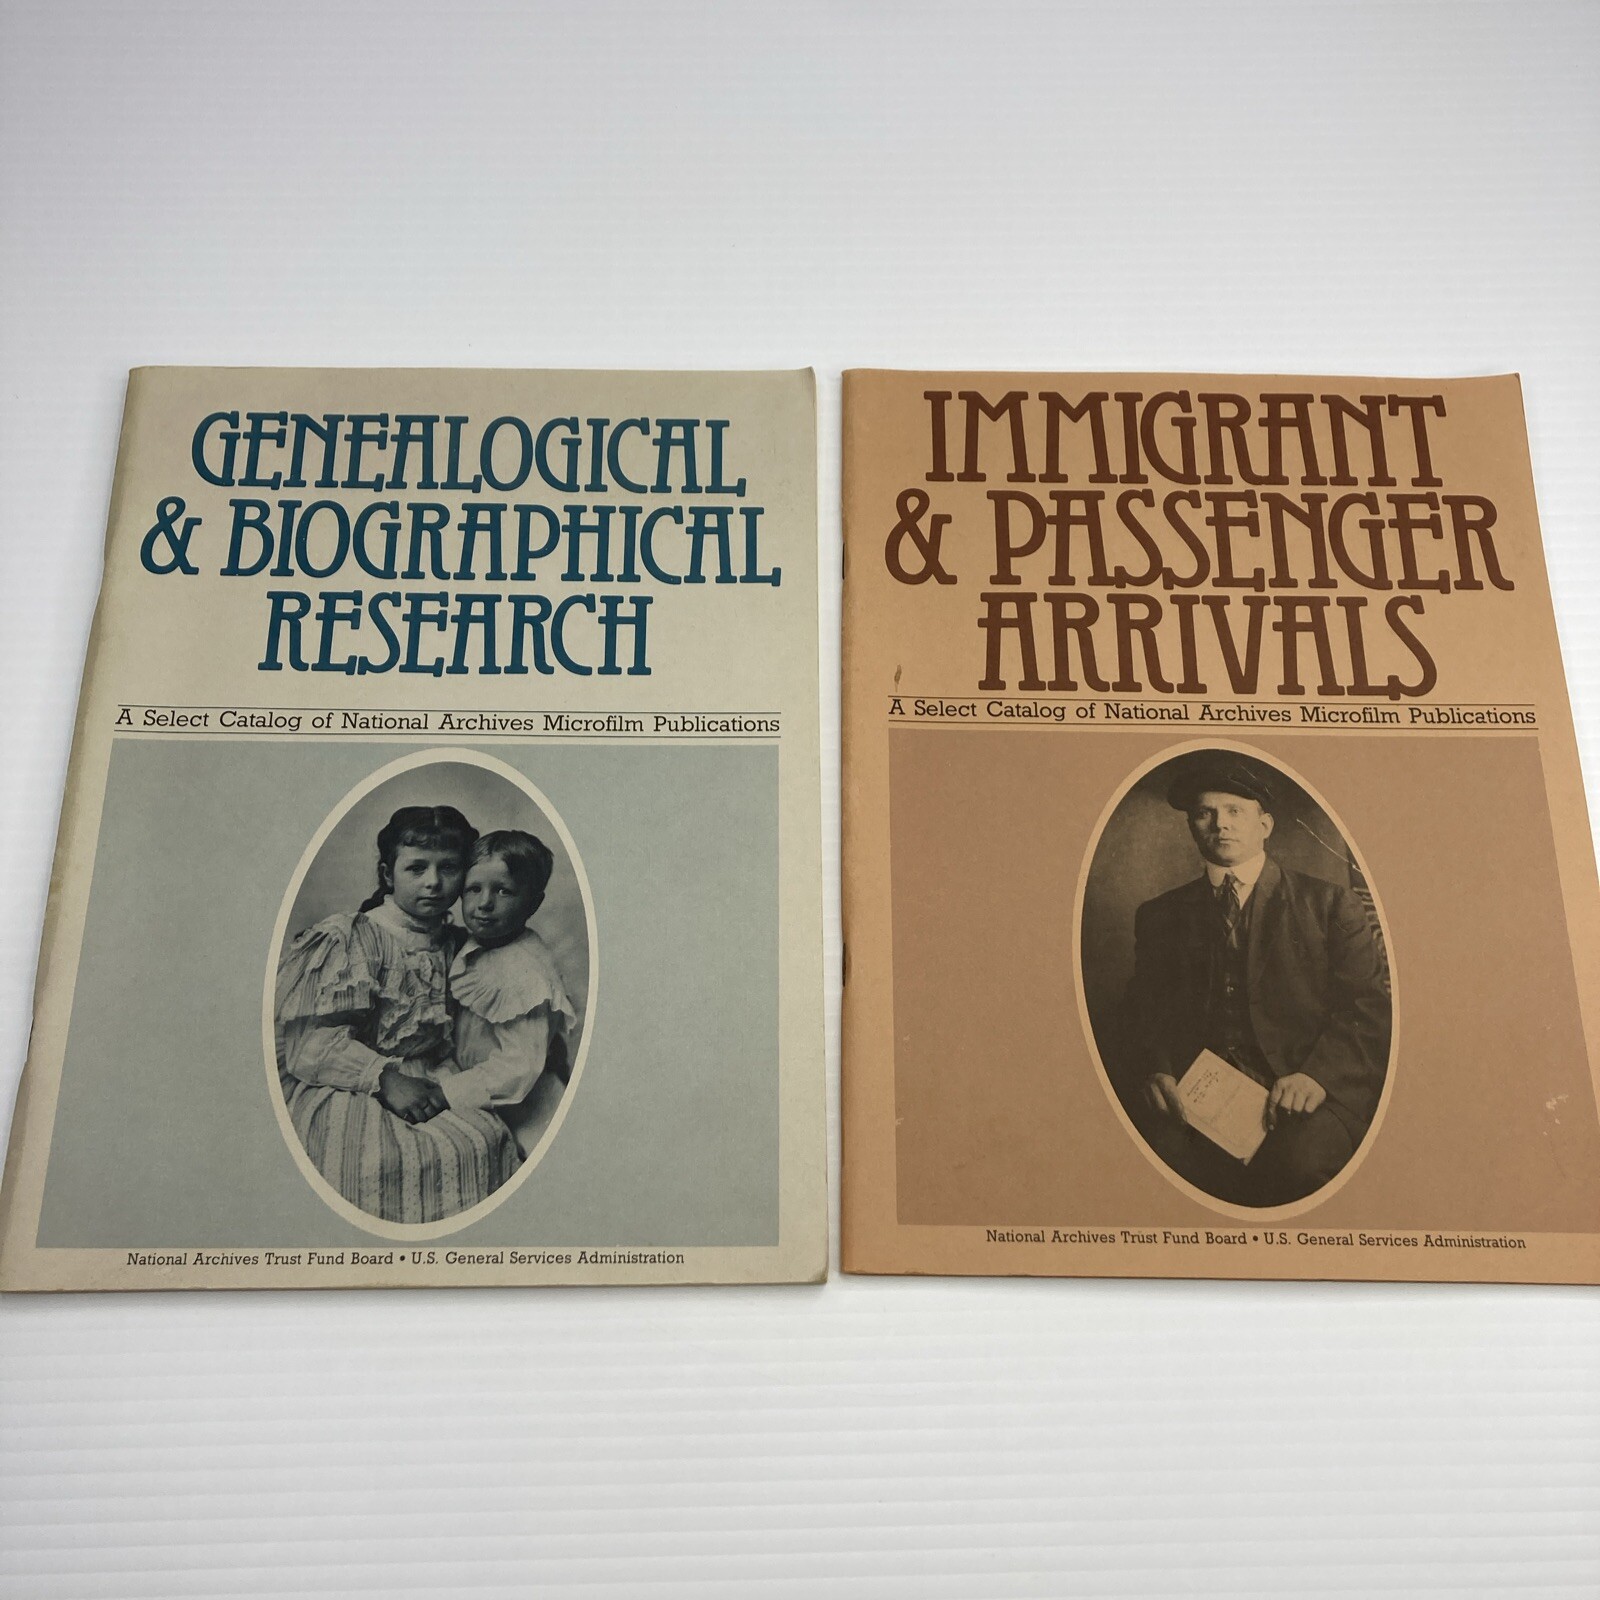 GENEALOGICAL
& BIOGRAPHICAL
RESEARCH
A Select Catalog of National Archives Microfilm Publications
National Archives Trust Fund Board • U.S. General Services Administration
IMMIGRANT
& PASSENGER
ARRIVALS
A Select Catalog of National Archives Microfilm Publications
National Archives Trust Fund Board • U.S. General Services Administration